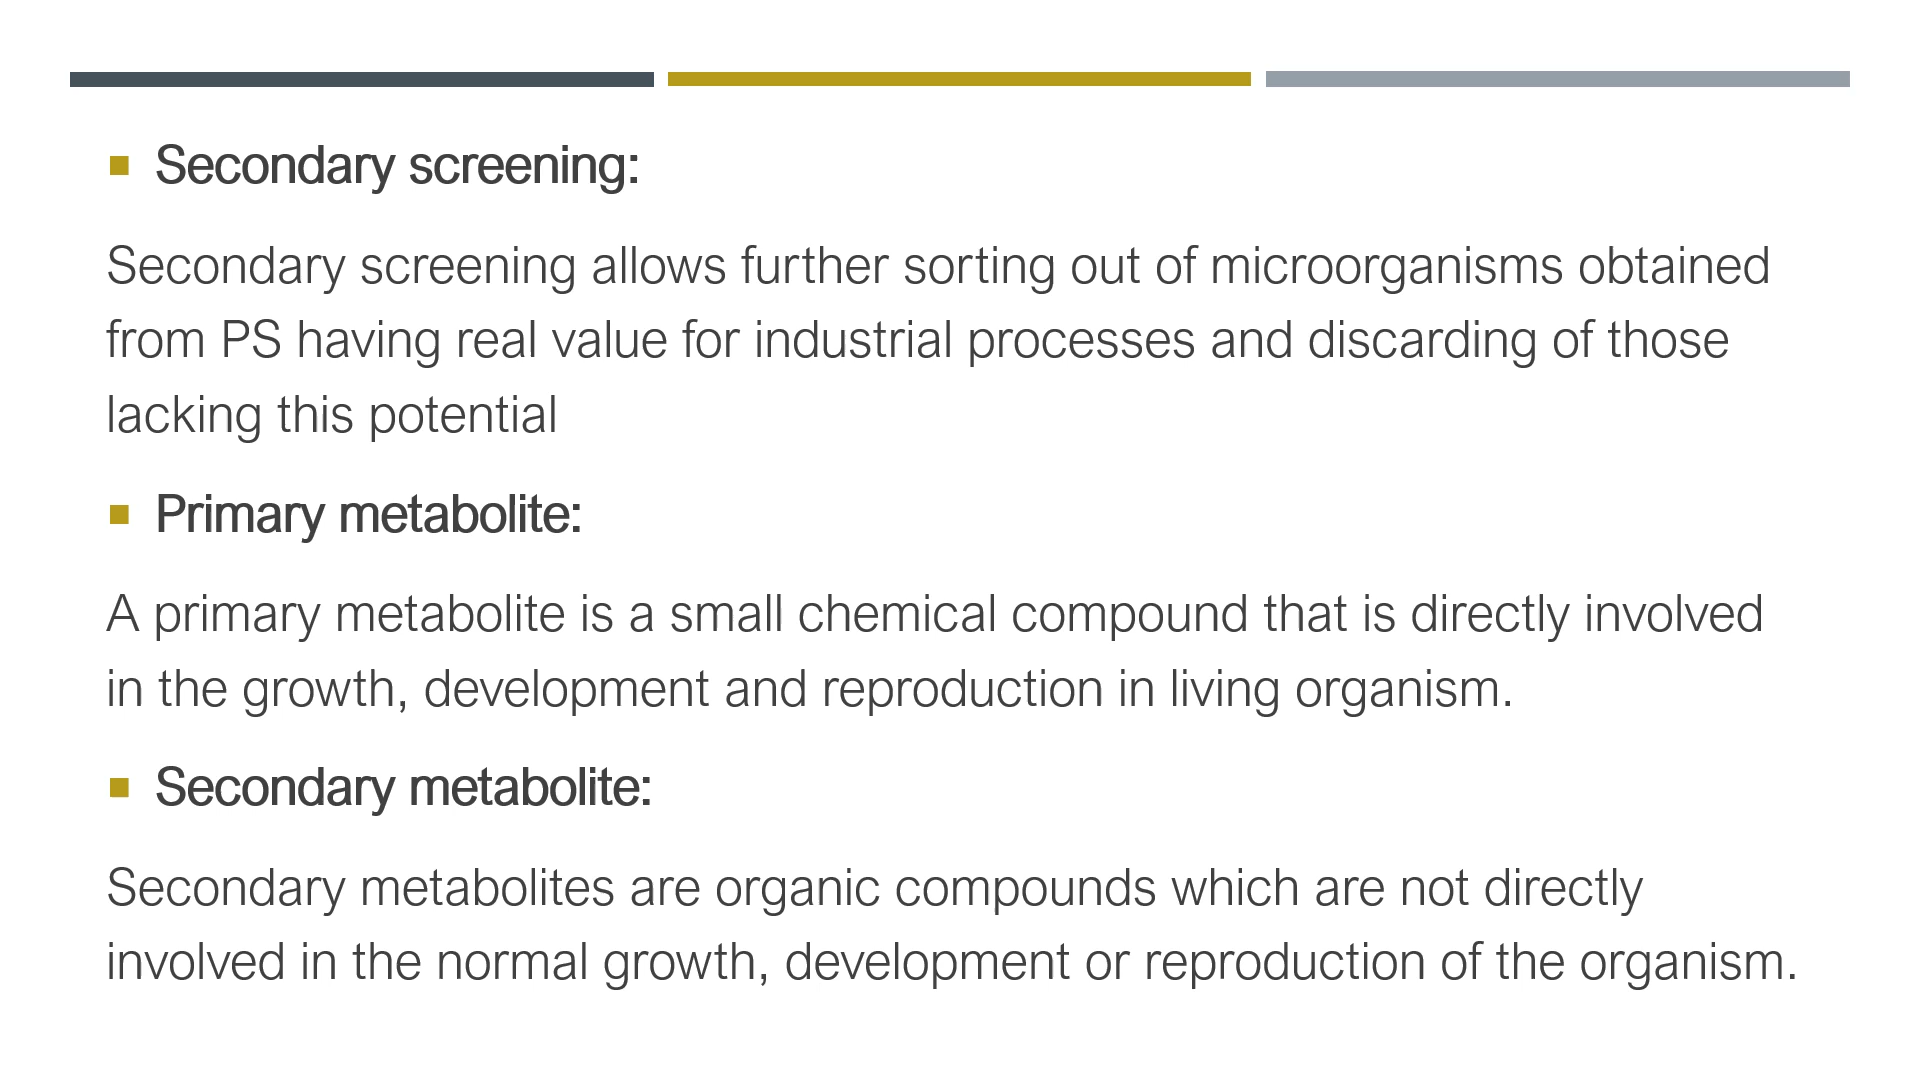 Secondary screening:
Secondary screening allows further sorting out of microorganisms obtained
from PS having real value for industrial processes and discarding of those
lacking this potential
Primary metabolite:
A primary metabolite is a small chemical compound that is directly involved
in the growth, development and reproduction in living organism.
Secondary metabolite:
Secondary metabolites are organic compounds which are not directly
involved in the normal growth, development or reproduction of the organism.